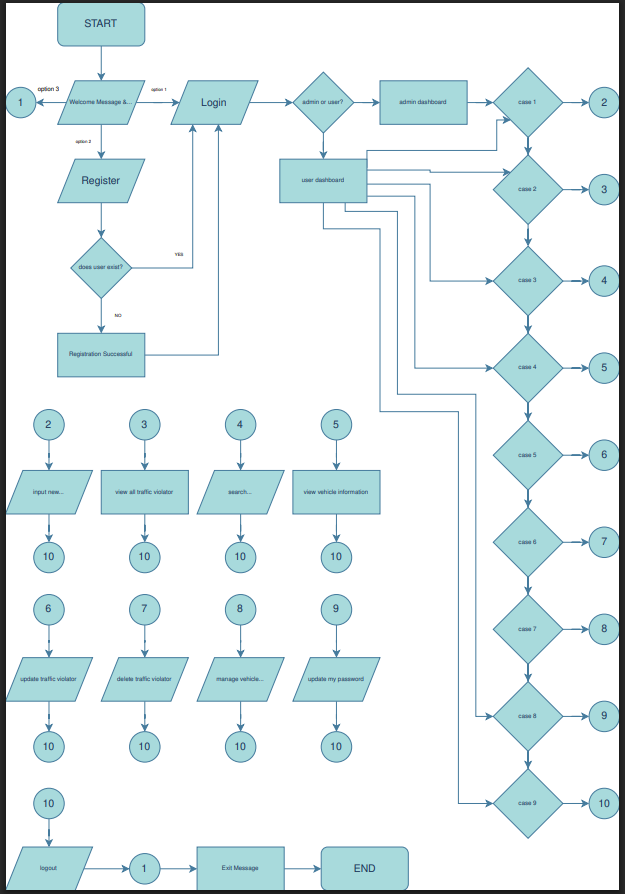 START
option 3
option 1
1
Welcome Message &...
Login
admin or user?
admin dashboard
case 1
2
option 2
Register
user dashboard
case 2
3
does user exist?
YES
case 3
4
NO
Registration Successful
case 4
5
2
3
4
5
case 5
6
input new...
view all traffic violator
search...
view vehicle information
10
10
10
10
case 6
7
6
7
8
9
case 7
8
update traffic violator
delete traffic violator
manage vehicle...
update my password
case 8
9
10
10
10
10
10
case 9
10
logout
1
Exit Message
END